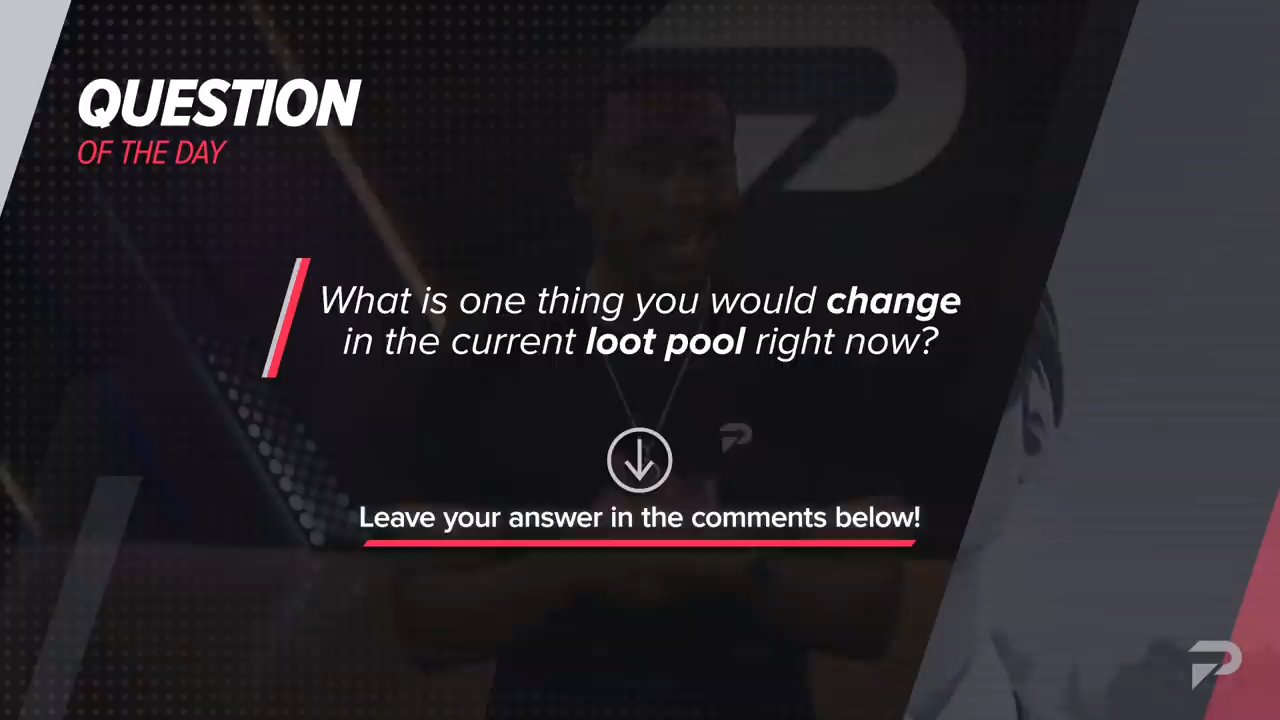 QUESTION
OF THE DAY
What is one thing you would change
in the current loot pool right now?
Leave your answer in the comments below!